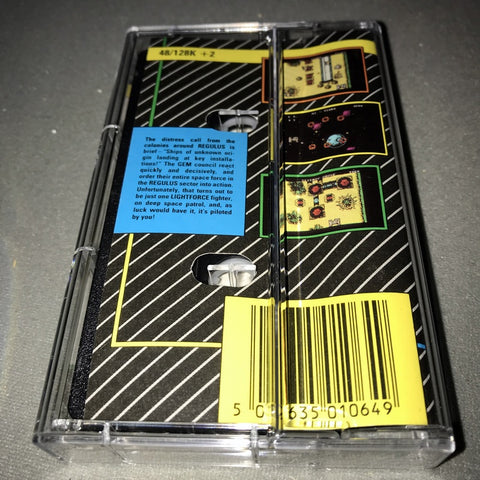 48/128K +2
The distress call from the
colonies around REGULUS is
brief – "Ships of unknown ori-
gin landing at key installa-
tions!" The GEM council react
quickly and decisively, and
order their entire space force in
the REGULUS sector into action.
Unfortunately, that turns out to
be just one LIGHTFORCE fighter,
on deep space patrol, and, as
luck would have it, it's piloted
by you!
635 010649